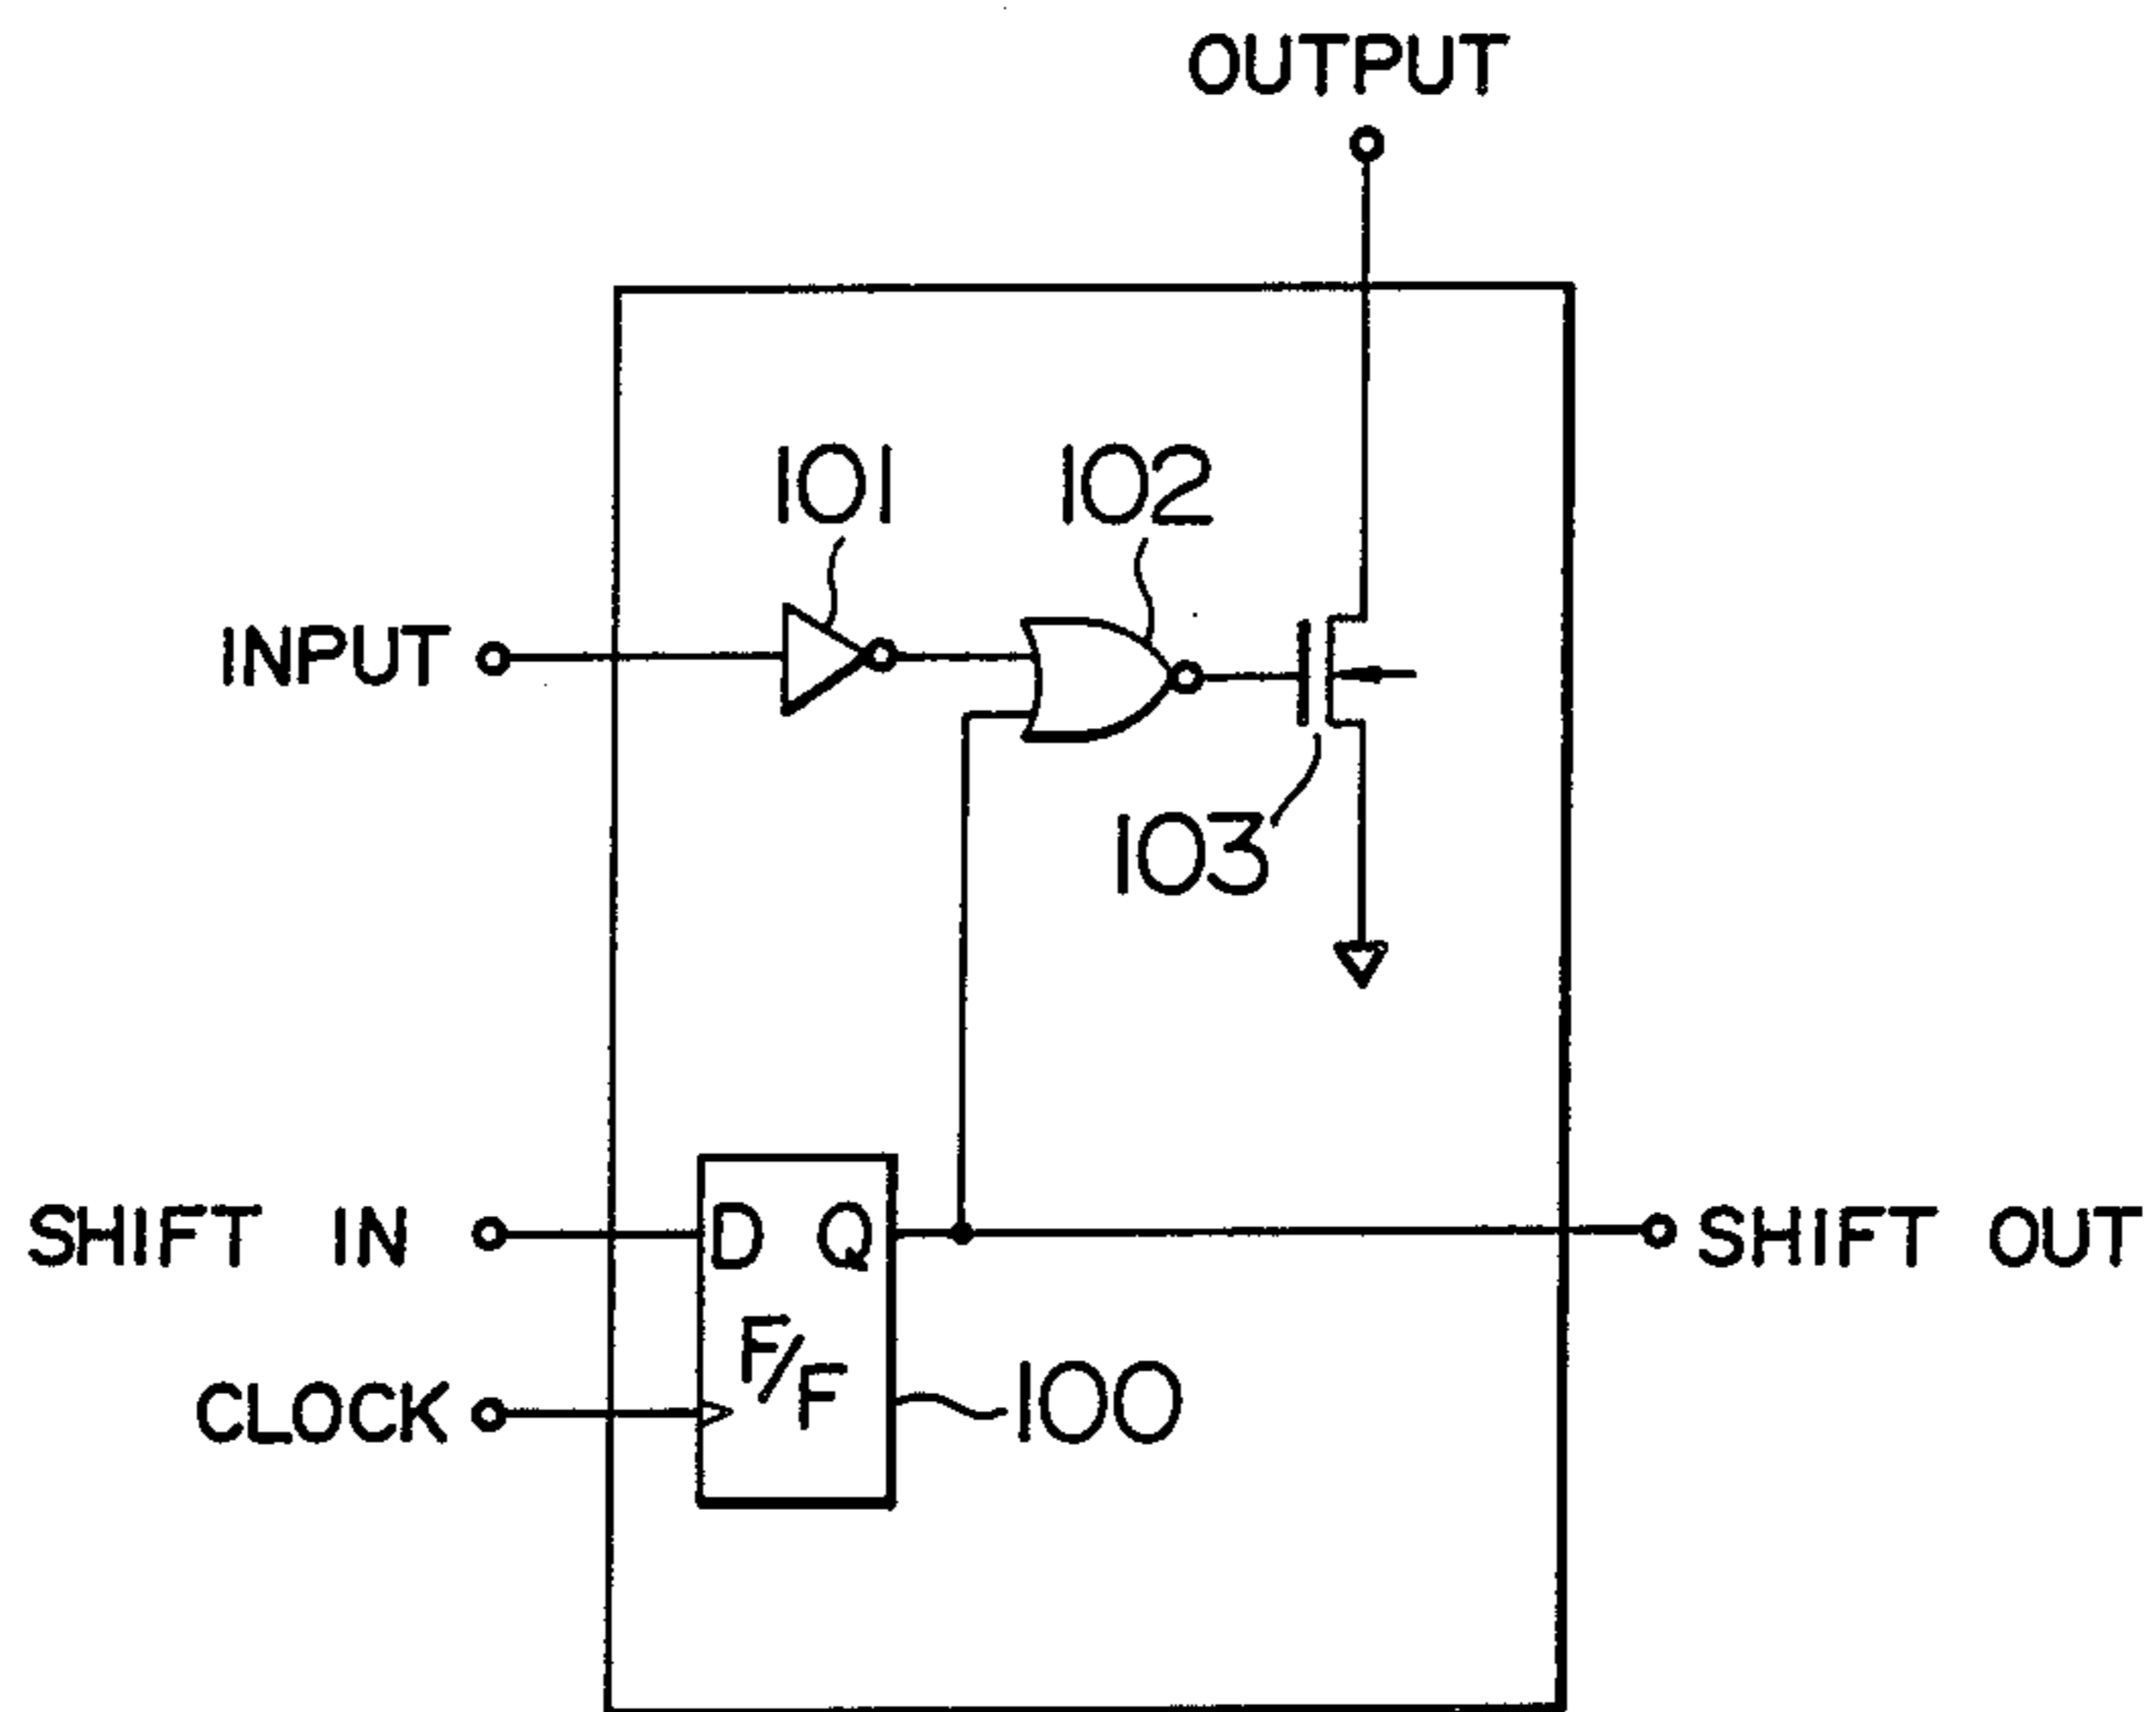 OUTPUT
101
102
INPUT
103
SHIFT IN
D Q
SHIFT OUT
F/F
CLOCK
100